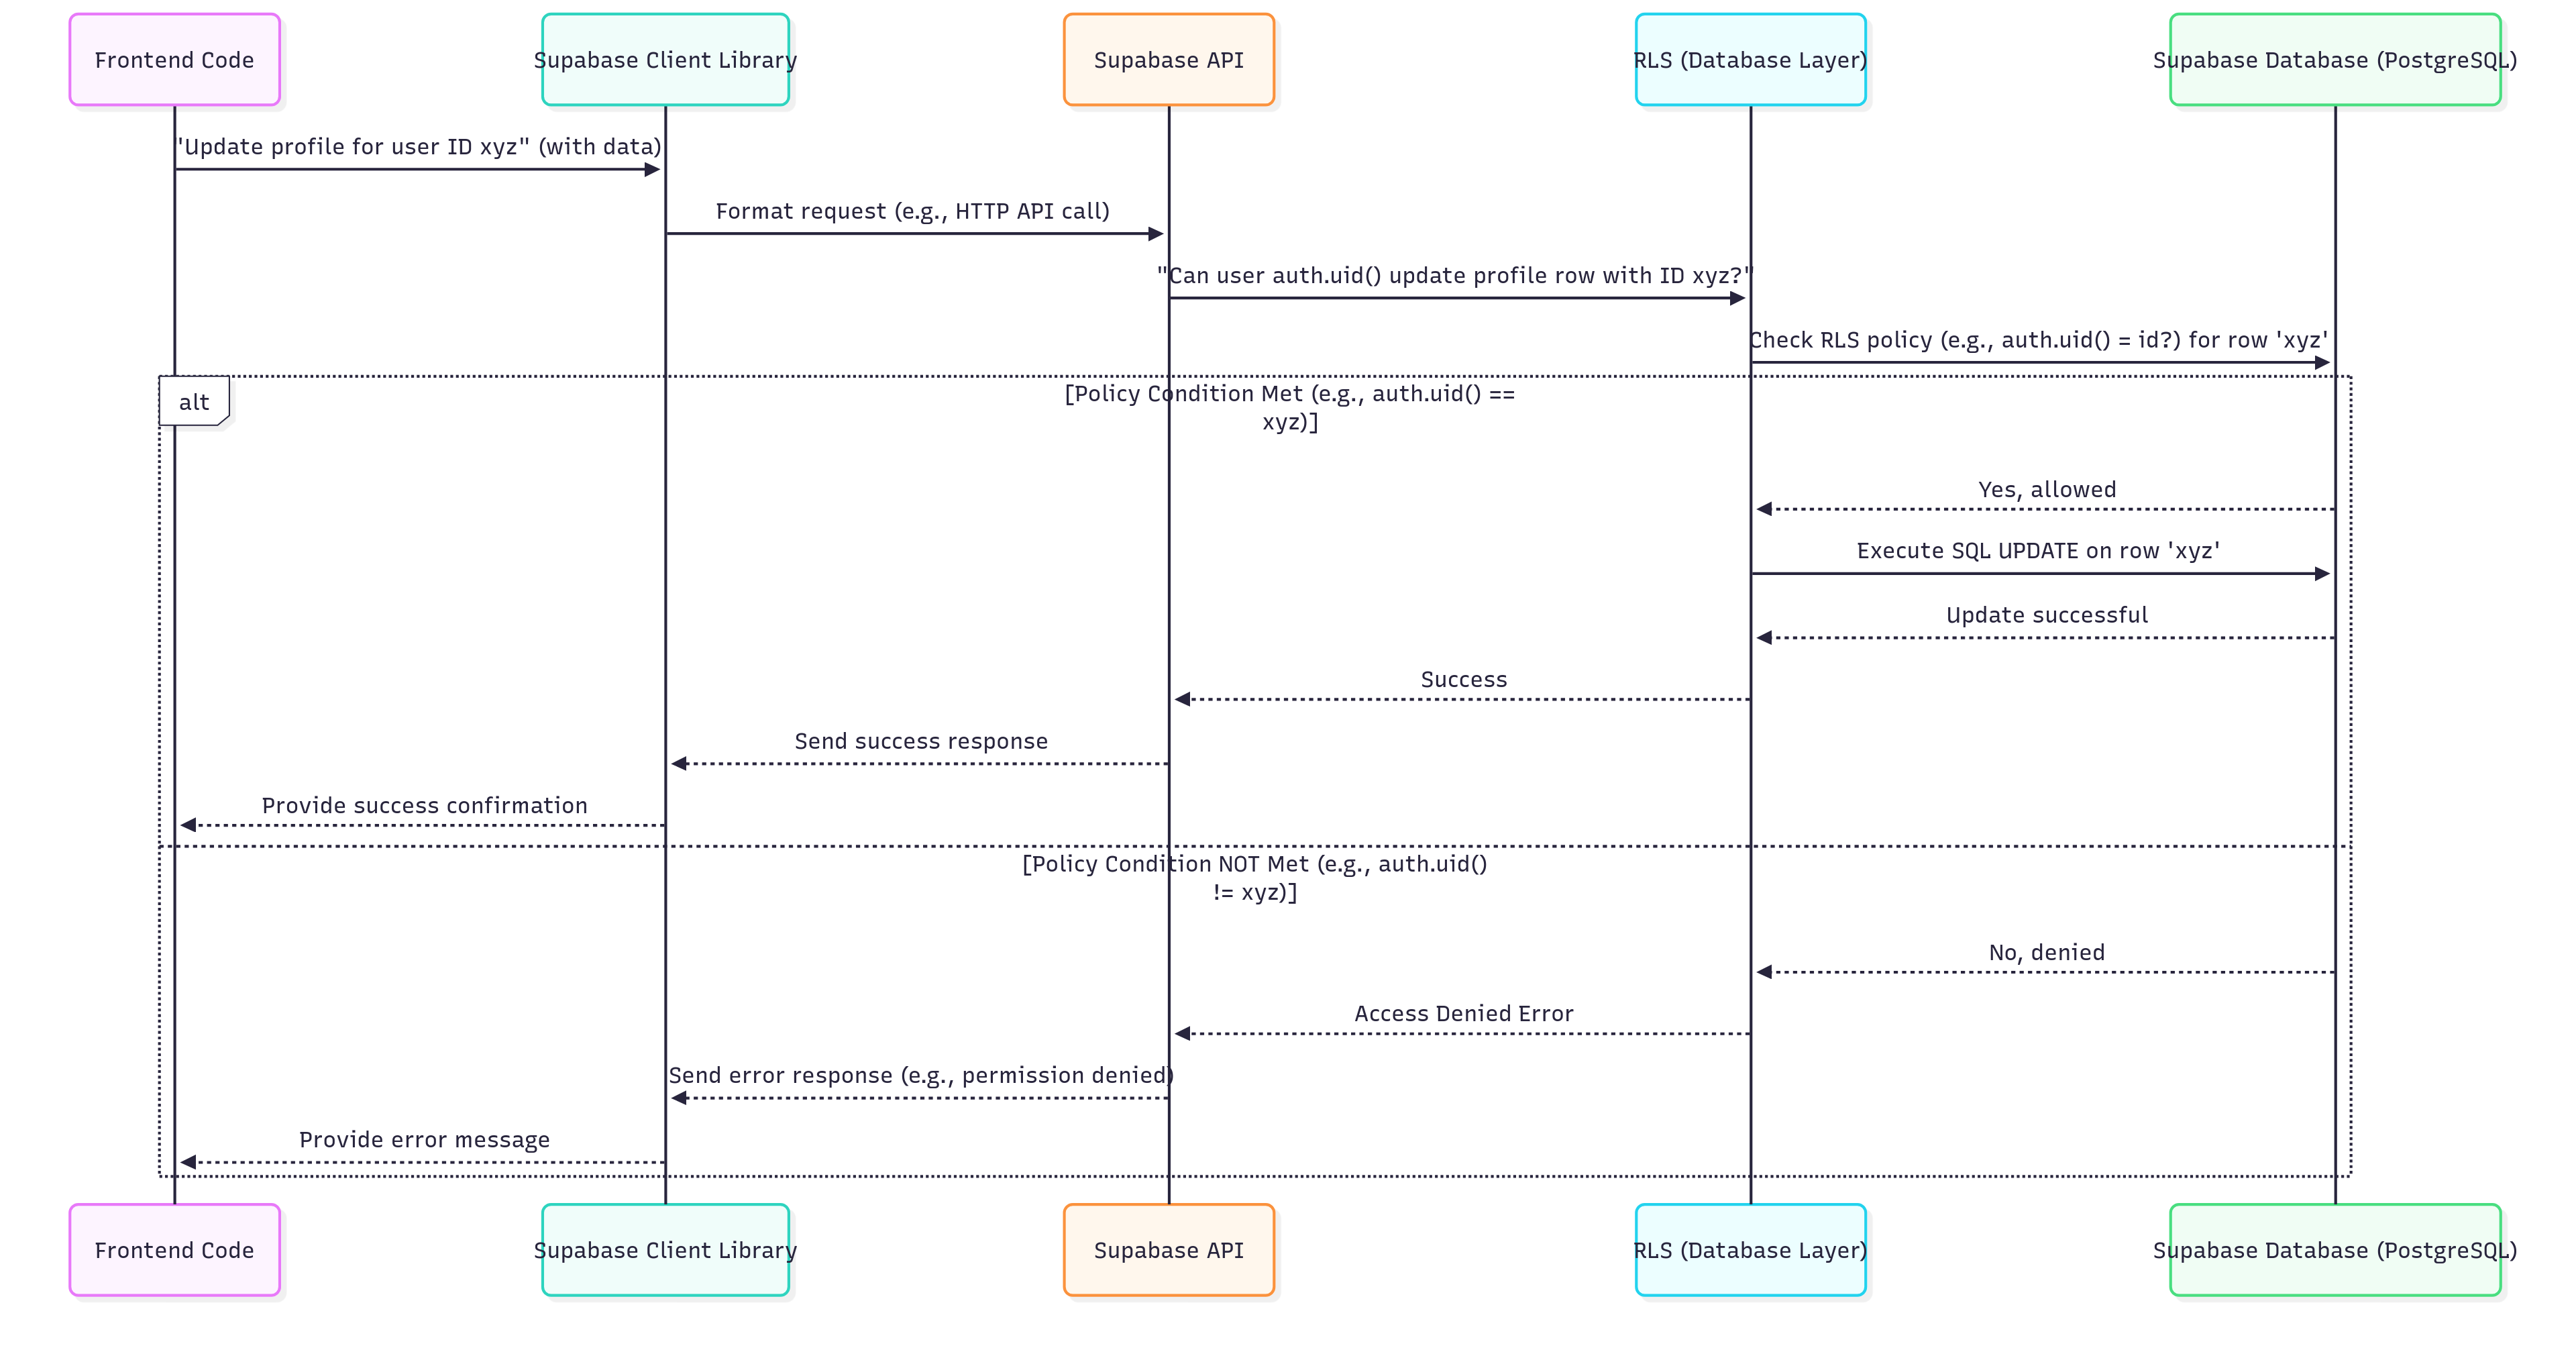 Frontend Code
Supabase Client Library
Supabase API
RLS (Database Layer)
Supabase Database (PostgreSQL)
'Update profile for user ID xyz" (with data)
Format request (e.g., HTTP API call)
"Can user auth.uid() update profile row with ID xyz?"
Check RLS policy (e.g., auth.uid() = id?) for row 'xyz'
alt
[Policy Condition Met (e.g., auth.uid() ==
xyz)]
Yes, allowed
Execute SQL UPDATE on row 'xyz'
Update successful
Success
Send success response
Provide success confirmation
[Policy Condition NOT Met (e.g., auth.uid()
!= xyz)]
No, denied
Access Denied Error
Send error response (e.g., permission denied)
Provide error message
Frontend Code
Supabase Client Library
Supabase API
RLS (Database Layer)
Supabase Database (PostgreSQL)